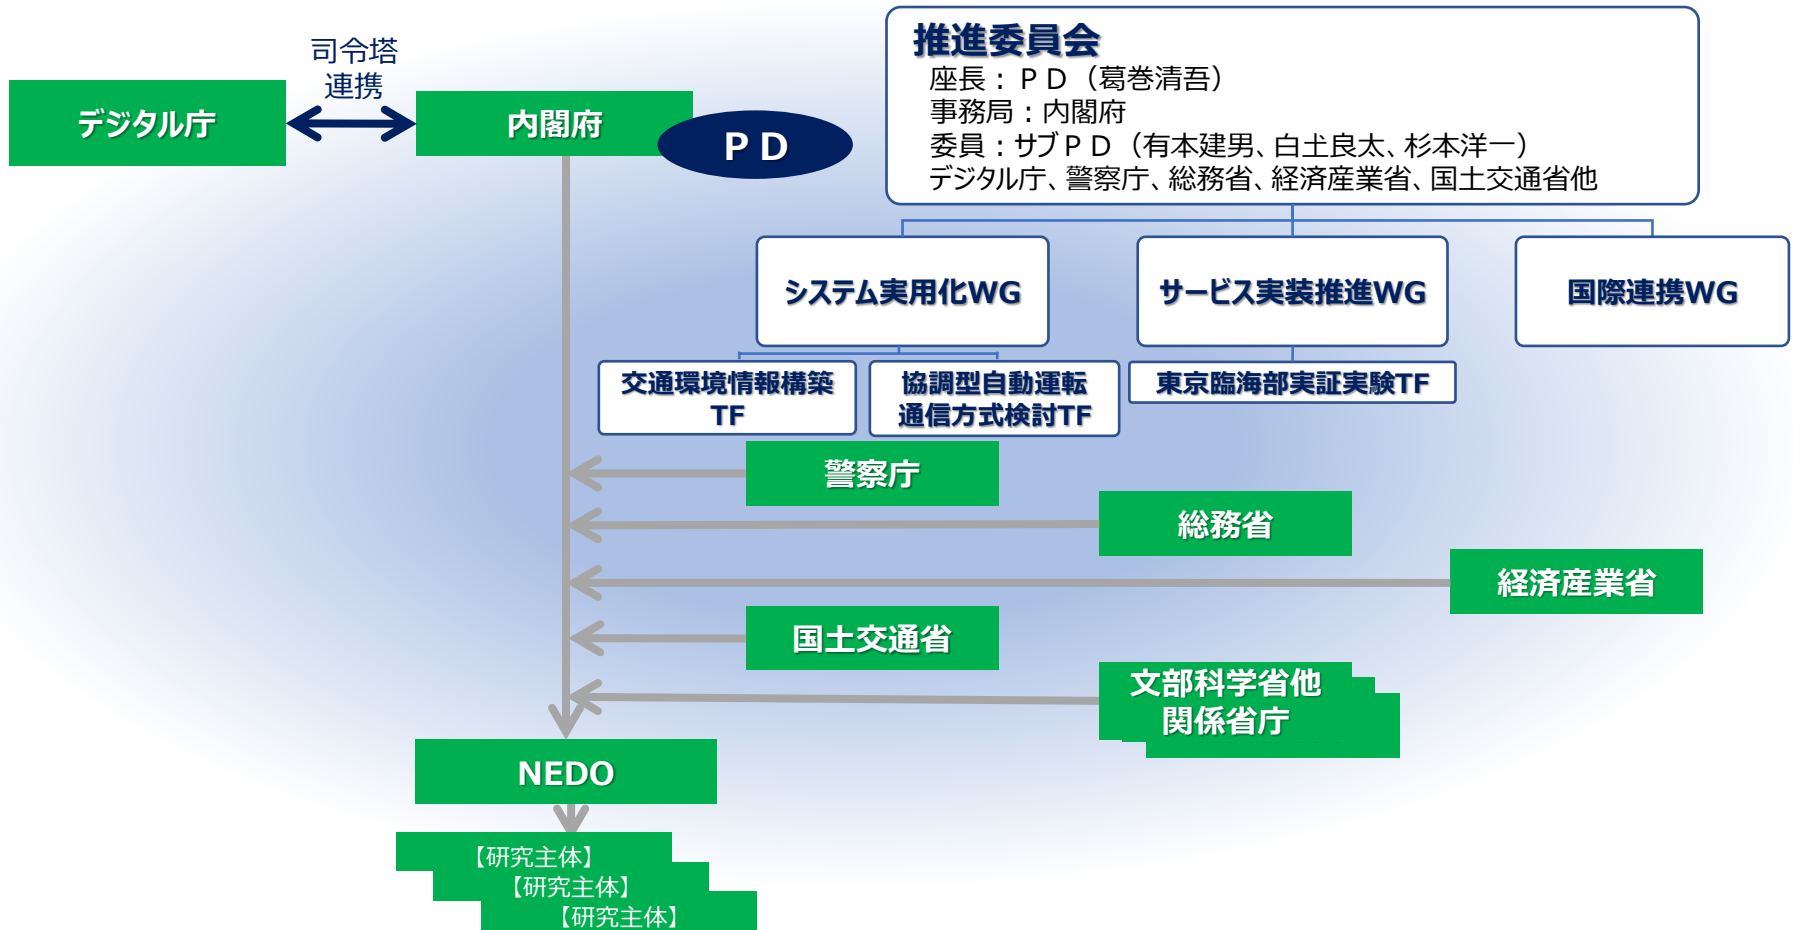 司令塔
連携
デジタル庁
内閣府
ＰＤ
推進委員会
座長：ＰＤ（葛巻清吾）
事務局：内閣府
委員：サブＰＤ（有本建男、白𡈽良太、杉本洋一）
デジタル庁、警察庁、総務省、経済産業省、国土交通省他
システム実用化WG
サービス実装推進WG
国際連携WG
交通環境情報構築
TF
協調型自動運転
通信方式検討TF
東京臨海部実証実験TF
警察庁
総務省
経済産業省
国土交通省
文部科学省他
関係省庁
NEDO
【研究主体】
【研究主体】
【研究主体】